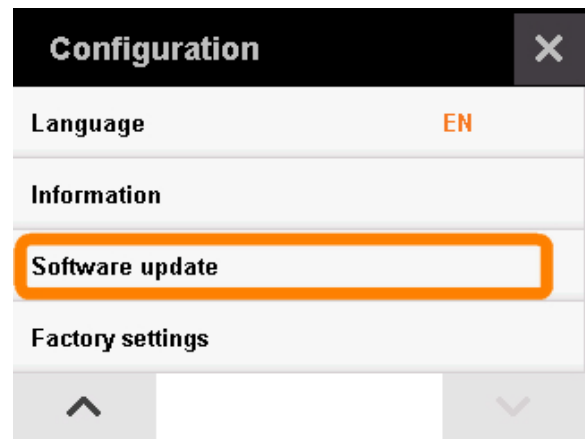 Configuration
Language EN
Information
Software update
Factory settings